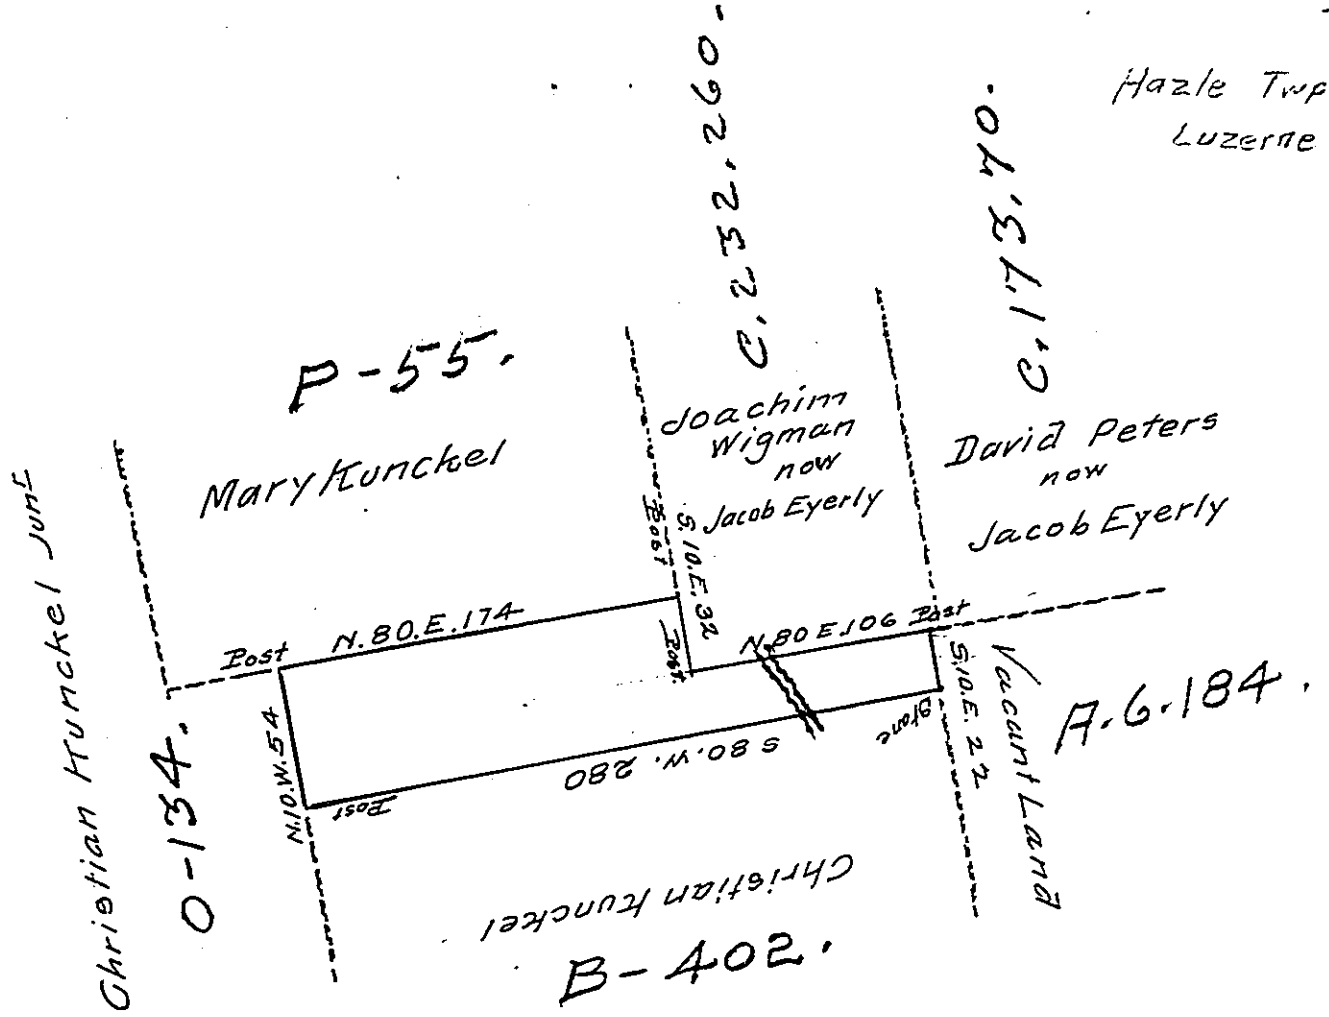 Hazle Twp
Luzerne
C. 232. 260.
C. 173. 70.
P-55.
Mary Kunckel
Joachim
Wigman
now
Jacob Eyerly
David Peters
now
Jacob Eyerly
Christian Kunckel Junr
O-134.
Post
N. 80. E. 174
Post
S. 10. E. 32
Post
N. 80 E. 106
Post
S. 10. E. 22
Vacant Land
A. 6. 184.
Stone
S 80. W. 280
Post
N. 10. W. 54
Christian Kunckel
B-402.